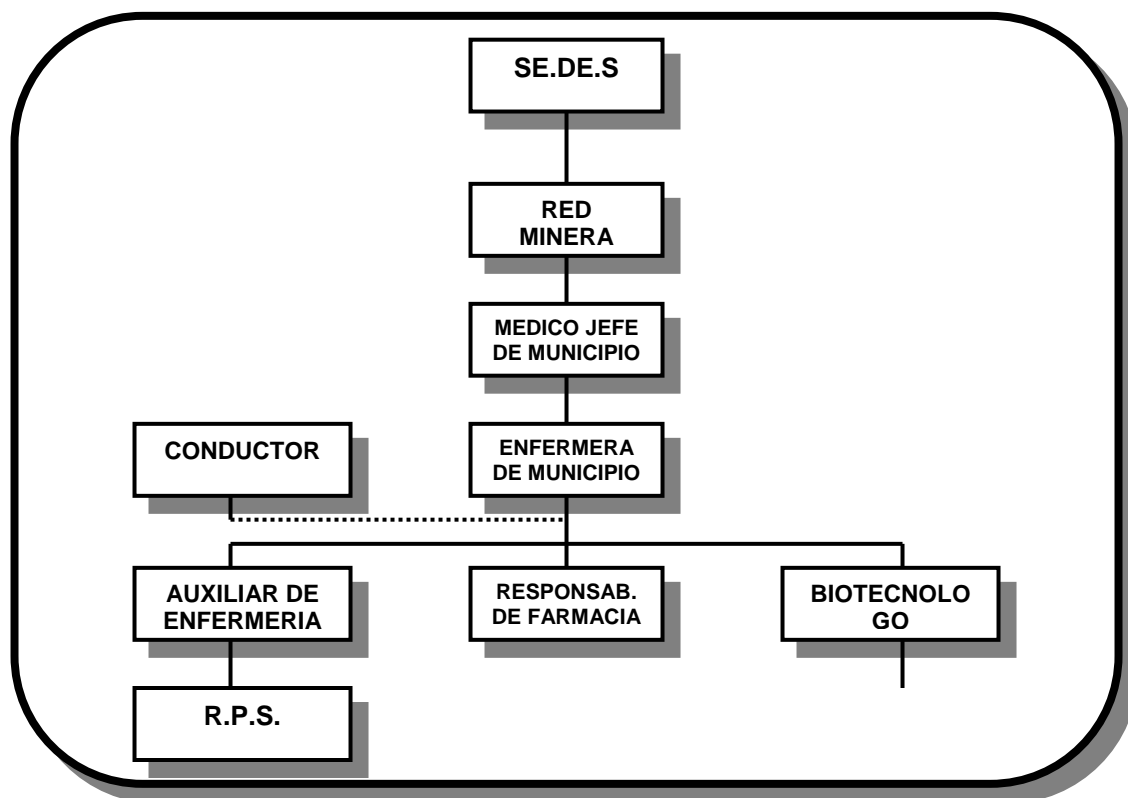 SE.DE.S
RED
MINERA
MEDICO JEFE
DE MUNICIPIO
CONDUCTOR
ENFERMERA
DE MUNICIPIO
AUXILIAR DE
ENFERMERIA
RESPONSAB.
DE FARMACIA
BIOTECNOLO
GO
R.P.S.